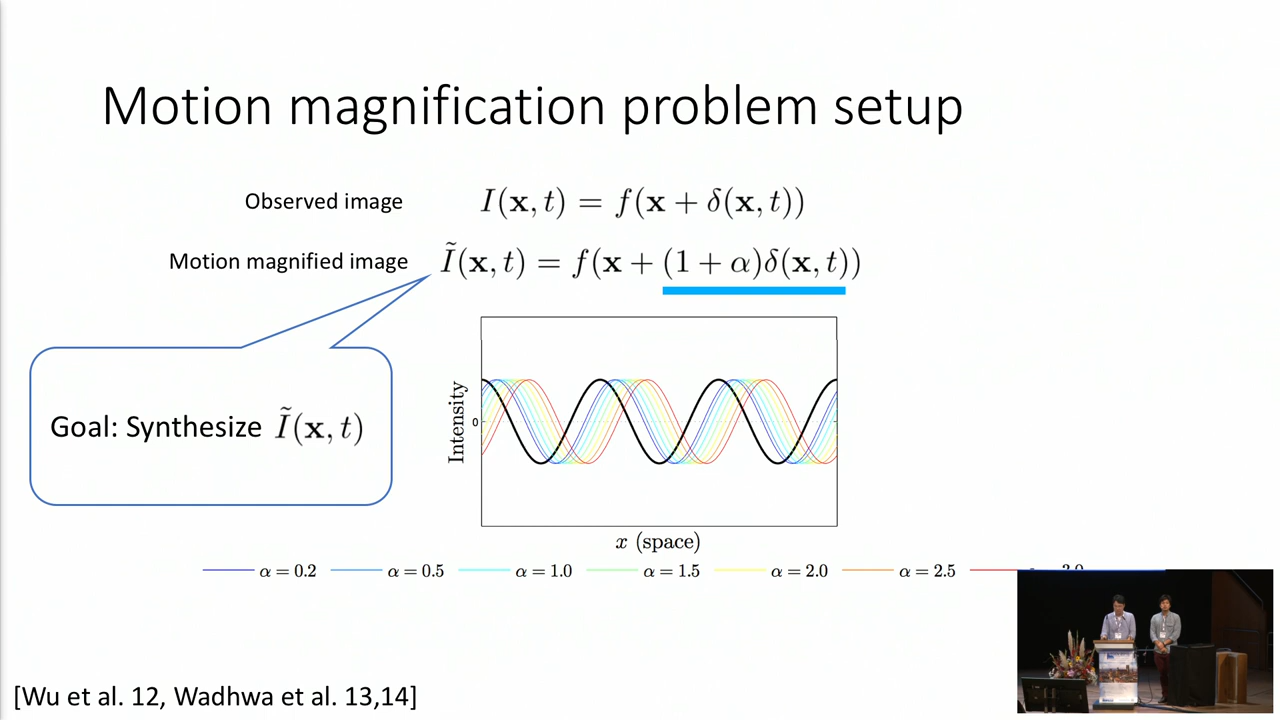 Motion magnification problem setup
Observed image I(𝐱, t) = f(𝐱 + δ(𝐱, t))
Motion magnified image Ĩ(𝐱, t) = f(𝐱 + (1 + α)δ(𝐱, t))
Goal: Synthesize Ĩ(𝐱, t)
Intensity
0
x (space)
α = 0.2 α = 0.5 α = 1.0 α = 1.5 α = 2.0 α = 2.5
[Wu et al. 12, Wadhwa et al. 13,14]